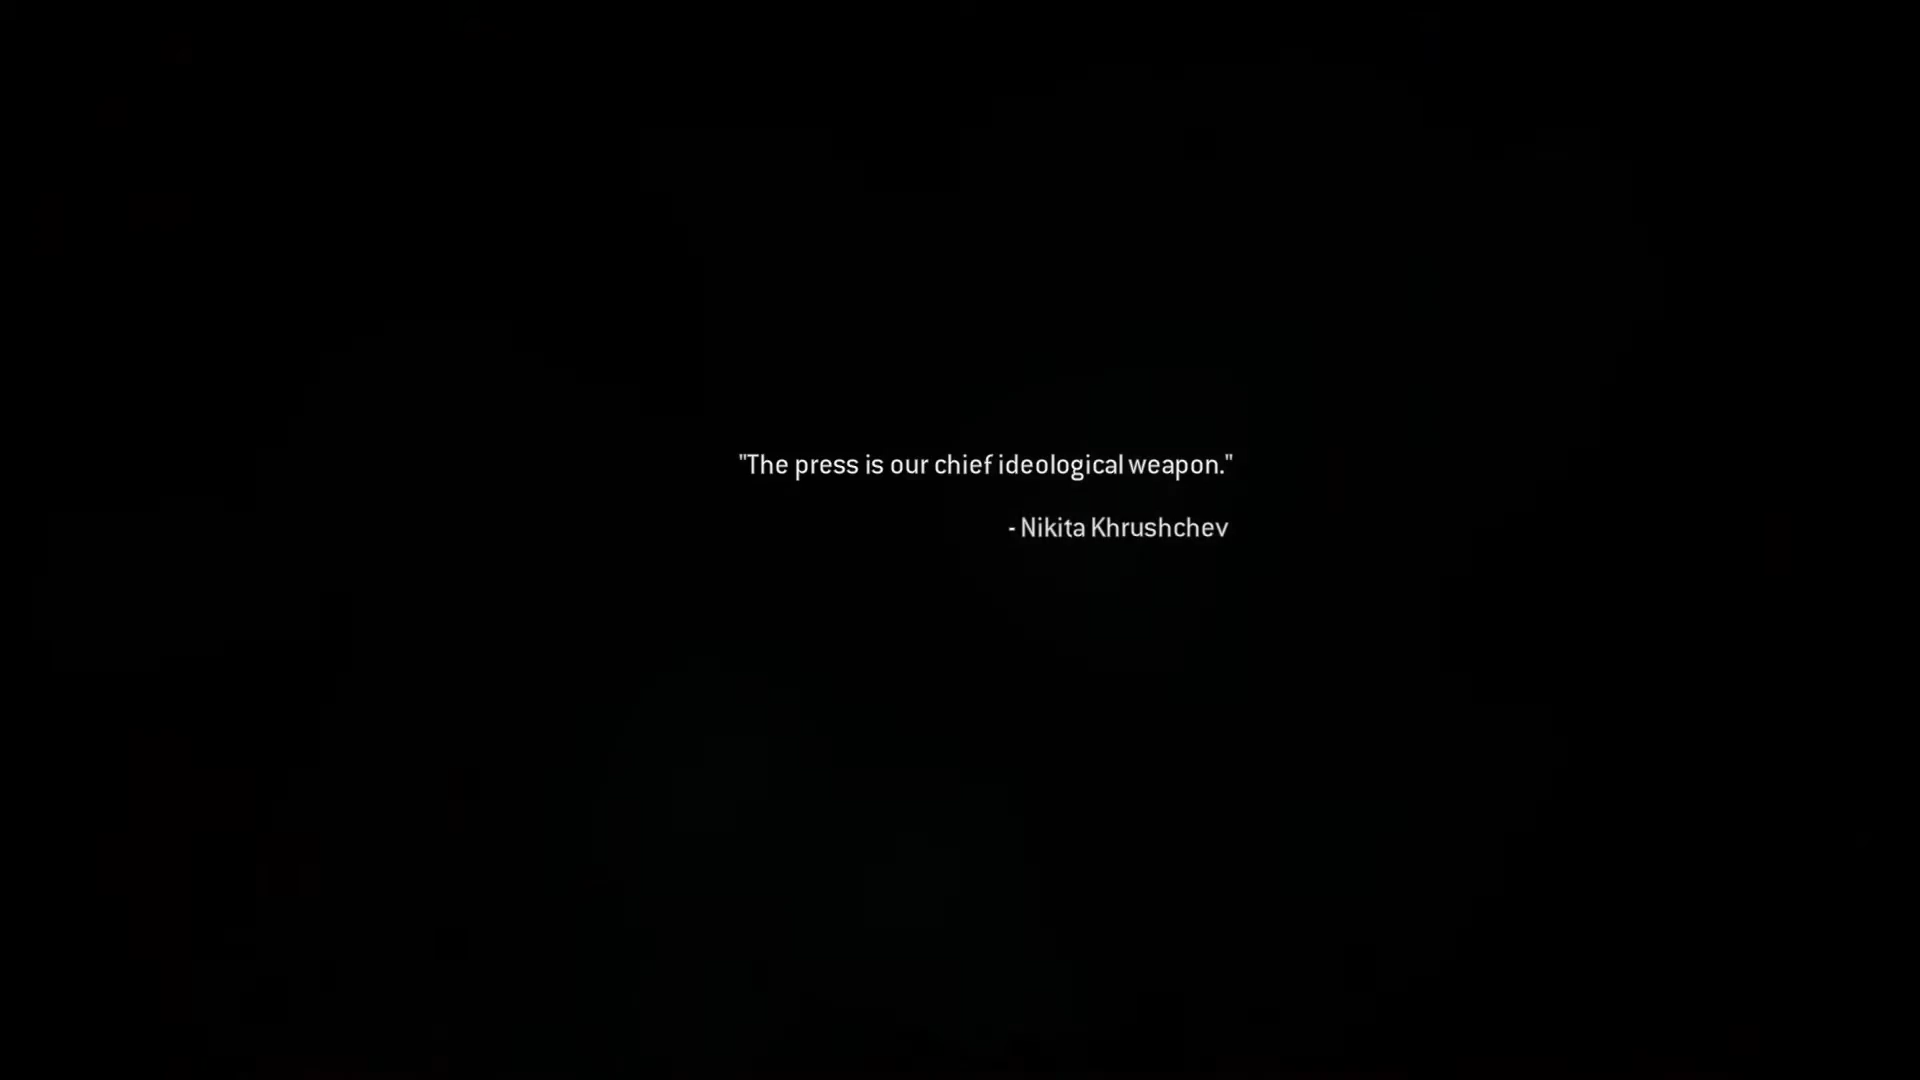 "The press is our chief ideological weapon."
- Nikita Khrushchev